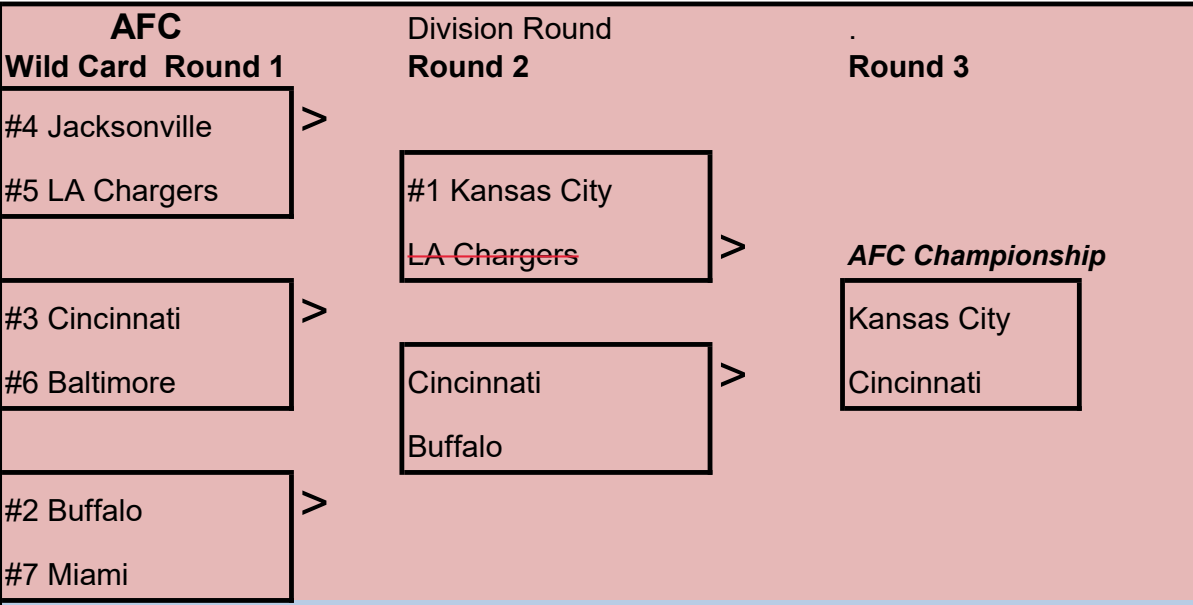 AFC
Wild Card Round 1
#4 Jacksonville
>
#5 LA Chargers
#3 Cincinnati
>
#6 Baltimore
#2 Buffalo
>
#7 Miami
Division Round
Round 2
#1 Kansas City
LA Chargers
>
Cincinnati
>
Buffalo
.
Round 3
AFC Championship
Kansas City
Cincinnati